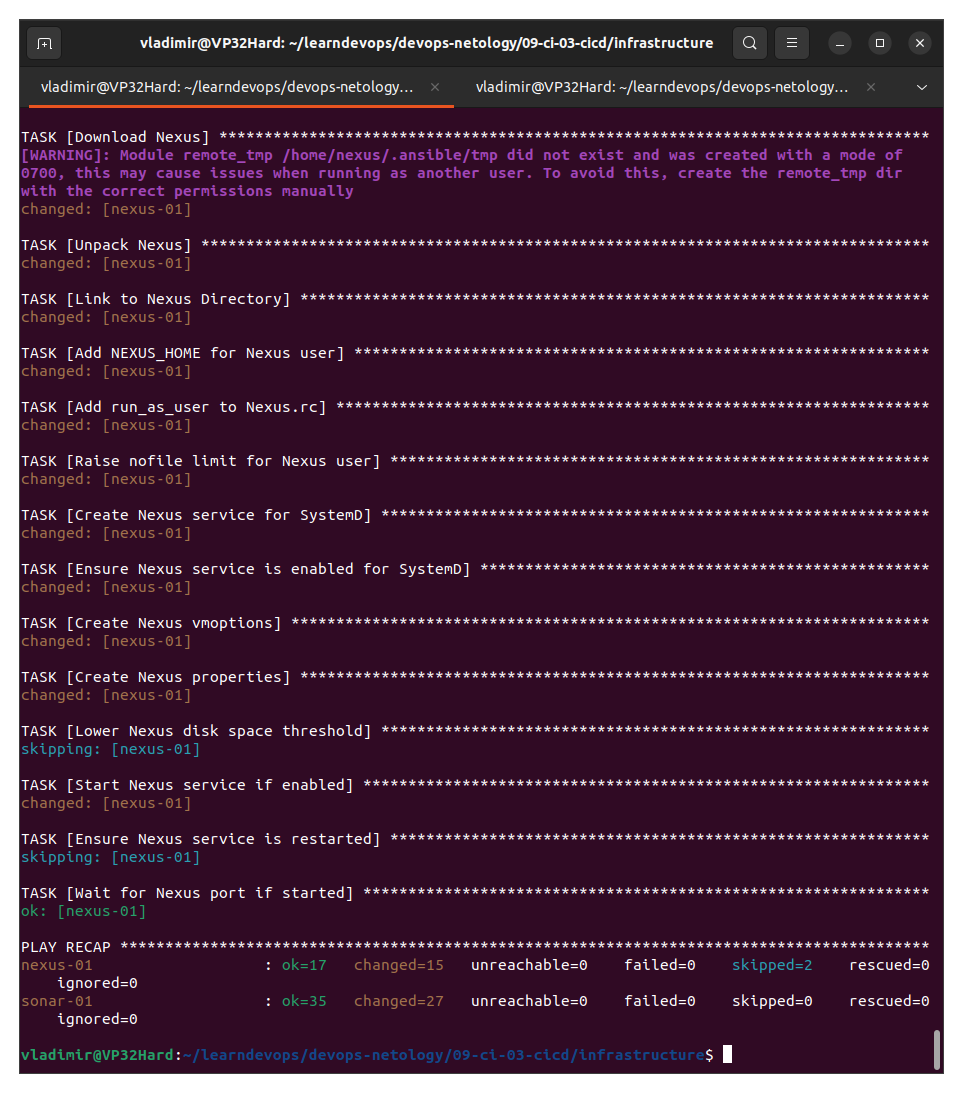 vladimir@VP32Hard: ~/learndevops/devops-netology/09-ci-03-cicd/infrastructure
vladimir@VP32Hard: ~/learndevops/devops-netology… × vladimir@VP32Hard: ~/learndevops/devops-netology… ×
TASK [Download Nexus] *******************************************************************************
[WARNING]: Module remote_tmp /home/nexus/.ansible/tmp did not exist and was created with a mode of
0700, this may cause issues when running as another user. To avoid this, create the remote_tmp dir
with the correct permissions manually
changed: [nexus-01]
TASK [Unpack Nexus] *********************************************************************************
changed: [nexus-01]
TASK [Link to Nexus Directory] **********************************************************************
changed: [nexus-01]
TASK [Add NEXUS_HOME for Nexus user] ****************************************************************
changed: [nexus-01]
TASK [Add run_as_user to Nexus.rc] ******************************************************************
changed: [nexus-01]
TASK [Raise nofile limit for Nexus user] ************************************************************
changed: [nexus-01]
TASK [Create Nexus service for SystemD] *************************************************************
changed: [nexus-01]
TASK [Ensure Nexus service is enabled for SystemD] **************************************************
changed: [nexus-01]
TASK [Create Nexus vmoptions] ***********************************************************************
changed: [nexus-01]
TASK [Create Nexus properties] **********************************************************************
changed: [nexus-01]
TASK [Lower Nexus disk space threshold] *************************************************************
skipping: [nexus-01]
TASK [Start Nexus service if enabled] ***************************************************************
changed: [nexus-01]
TASK [Ensure Nexus service is restarted] ************************************************************
skipping: [nexus-01]
TASK [Wait for Nexus port if started] ***************************************************************
ok: [nexus-01]
PLAY RECAP ******************************************************************************************
nexus-01                   : ok=17   changed=15   unreachable=0    failed=0    skipped=2    rescued=0
    ignored=0
sonar-01                   : ok=35   changed=27   unreachable=0    failed=0    skipped=0    rescued=0
    ignored=0
vladimir@VP32Hard:~/learndevops/devops-netology/09-ci-03-cicd/infrastructure$